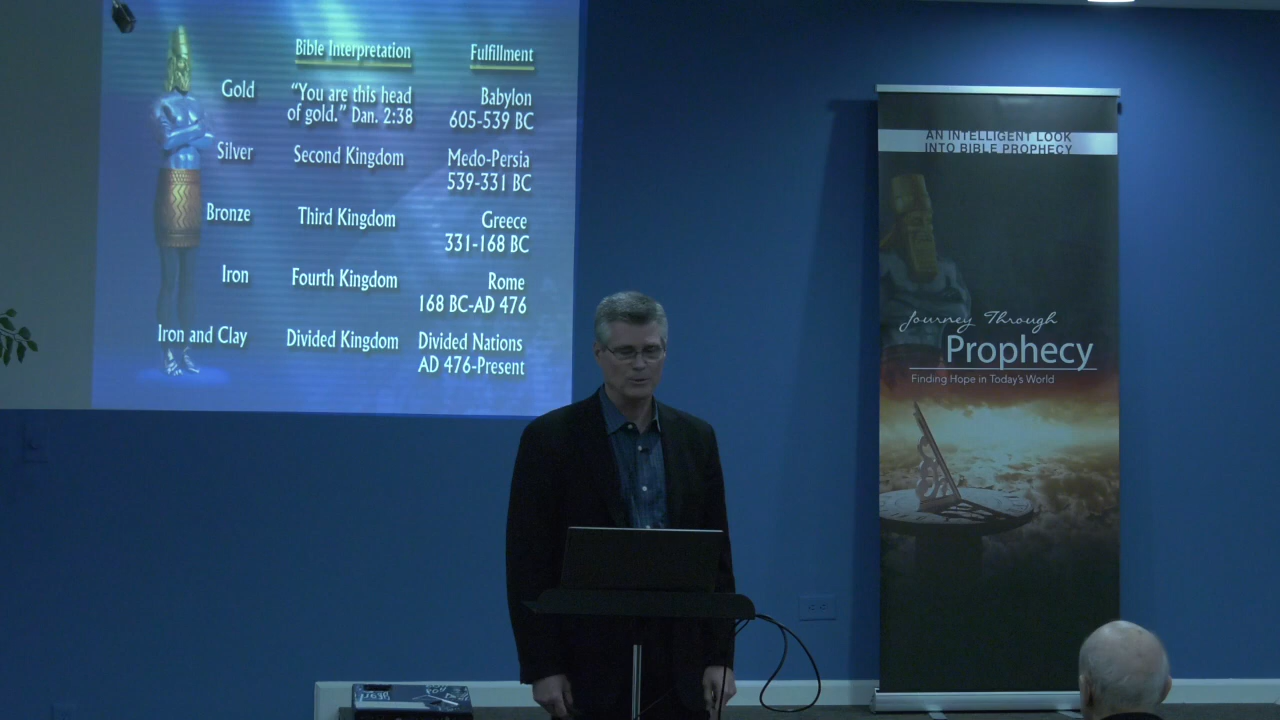 Bible Interpretation Fulfillment
Gold "You are this head Babylon
of gold." Dan. 2:38 605-539 BC
Silver Second Kingdom Medo-Persia
539-331 BC
Bronze Third Kingdom Greece
331-168 BC
Iron Fourth Kingdom Rome
168 BC-AD 476
Iron and Clay Divided Kingdom Divided Nations
AD 476-Present
AN INTELLIGENT LOOK
INTO BIBLE PROPHECY
Journey Through
Prophecy
Finding Hope in Today's World